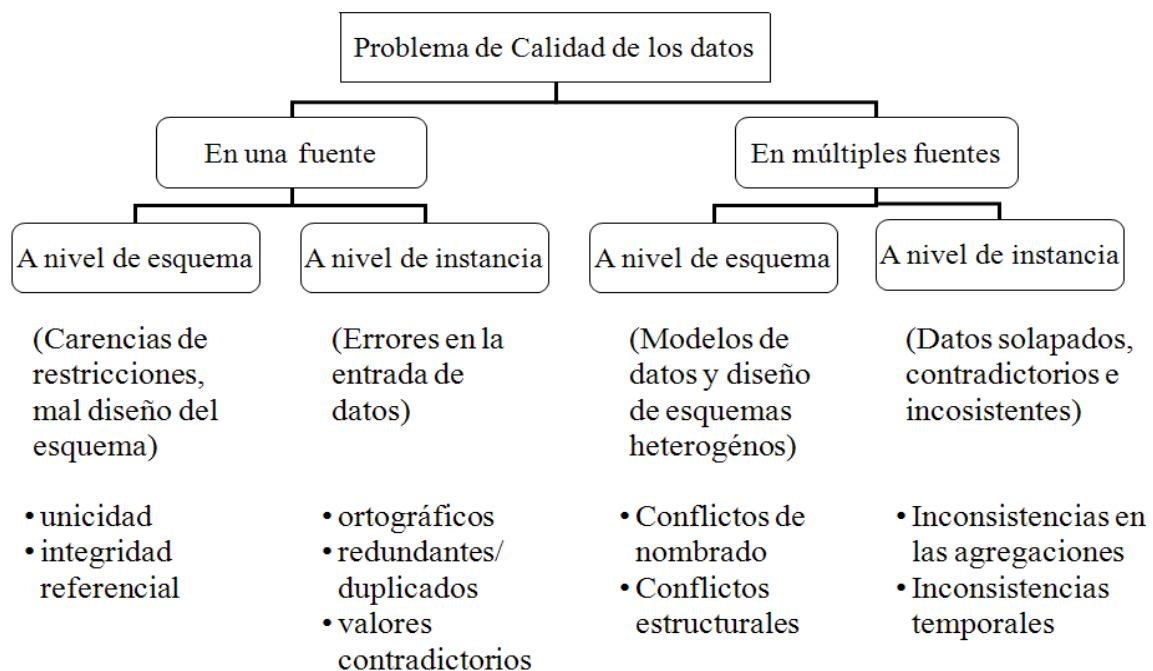 Problema de Calidad de los datos
En una fuente
En múltiples fuentes
A nivel de esquema
A nivel de instancia
A nivel de esquema
A nivel de instancia
(Carencias de
restricciones,
mal diseño del
esquema)
• unicidad
• integridad
referencial
(Errores en la
entrada de
datos)
• ortográficos
• redundantes/
duplicados
• valores
contradictorios
(Modelos de
datos y diseño
de esquemas
heterogénos)
• Conflictos de
nombrado
• Conflictos
estructurales
(Datos solapados,
contradictorios e
incosistentes)
• Inconsistencias en
las agregaciones
• Inconsistencias
temporales